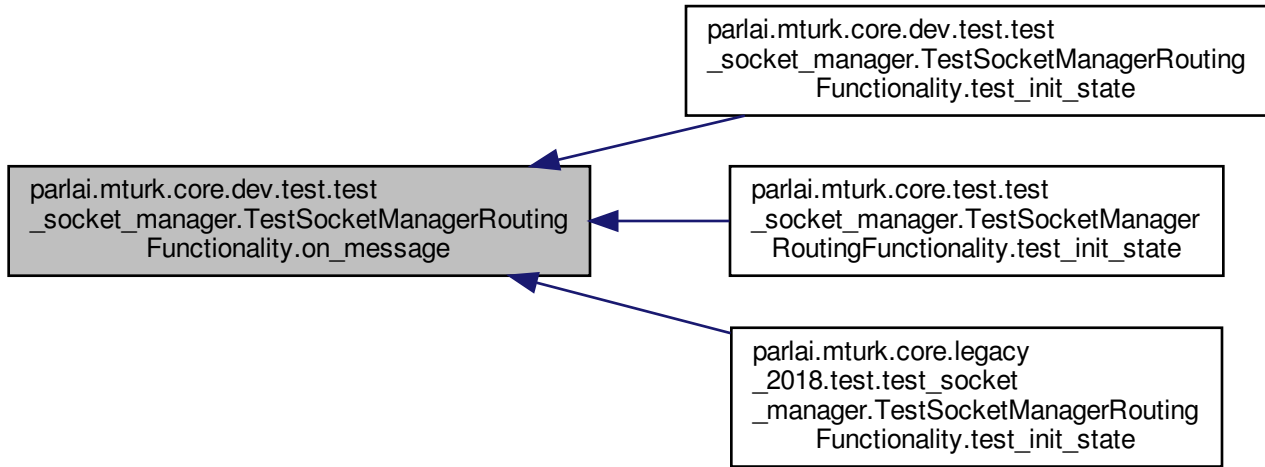 parlai.mturk.core.dev.test.test
_socket_manager.TestSocketManagerRouting
Functionality.on_message
parlai.mturk.core.dev.test.test
_socket_manager.TestSocketManagerRouting
Functionality.test_init_state
parlai.mturk.core.test.test
_socket_manager.TestSocketManager
RoutingFunctionality.test_init_state
parlai.mturk.core.legacy
_2018.test.test_socket
_manager.TestSocketManagerRouting
Functionality.test_init_state